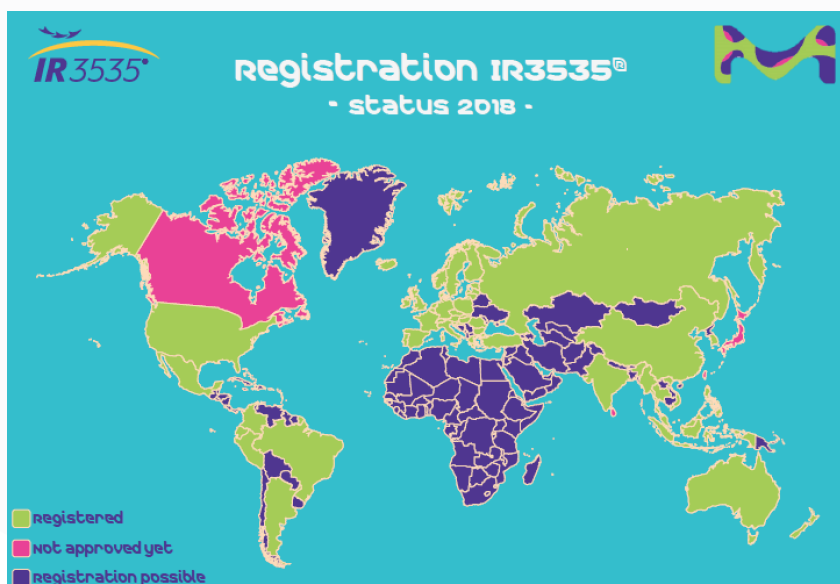 IR3535®
Registration IR3535®
- Status 2018 -
Registered
Not approved yet
Registration possible